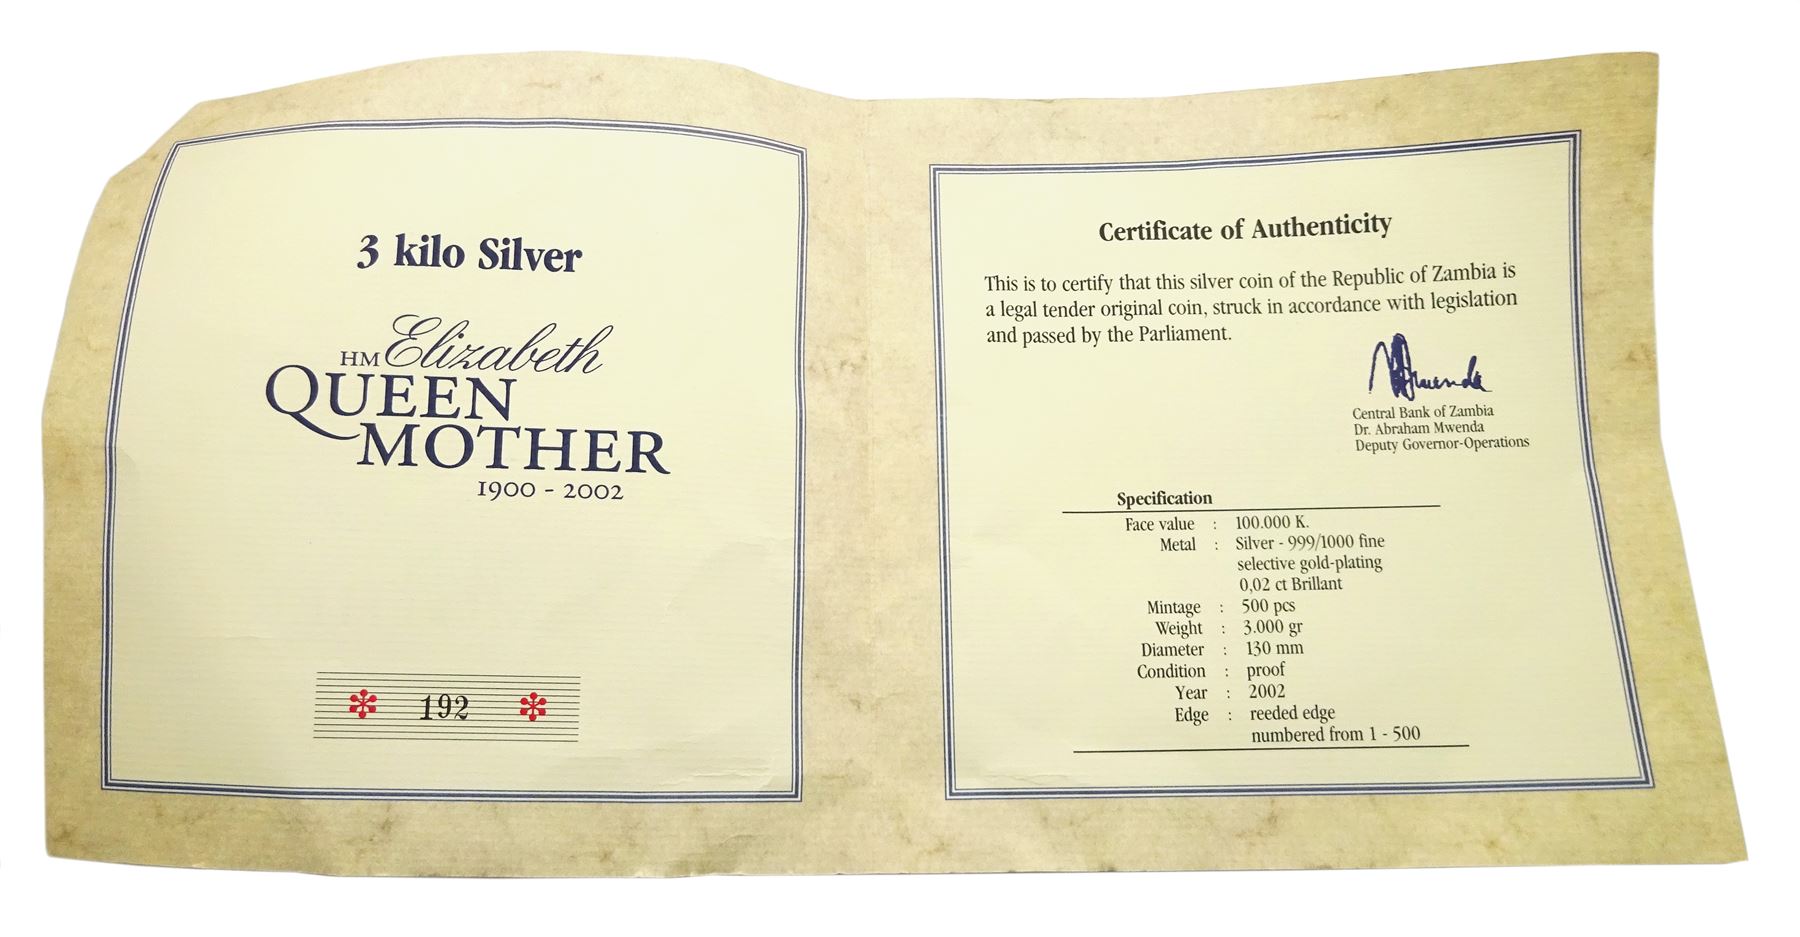 3 kilo Silver
HM Elizabeth
QUEEN
MOTHER
1900 - 2002
192
Certificate of Authenticity
This is to certify that this silver coin of the Republic of Zambia is
a legal tender original coin, struck in accordance with legislation
and passed by the Parliament.
Central Bank of Zambia
Dr. Abraham Mwenda
Deputy Governor-Operations
Specification
Face value : 100.000 K.
Metal : Silver - 999/1000 fine
selective gold-plating
0,02 ct Brillant
Mintage : 500 pcs
Weight : 3.000 gr
Diameter : 130 mm
Condition : proof
Year : 2002
Edge : reeded edge
numbered from 1 - 500